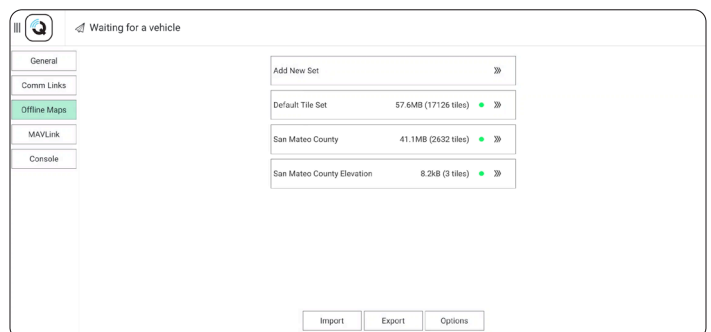 Waiting for a vehicle
General
Comm Links
Offline Maps
MAVLink
Console
Add New Set
Default Tile Set 57.6MB (17126 tiles)
San Mateo County 41.1MB (2632 tiles)
San Mateo County Elevation 8.2kB (3 tiles)
Import Export Options